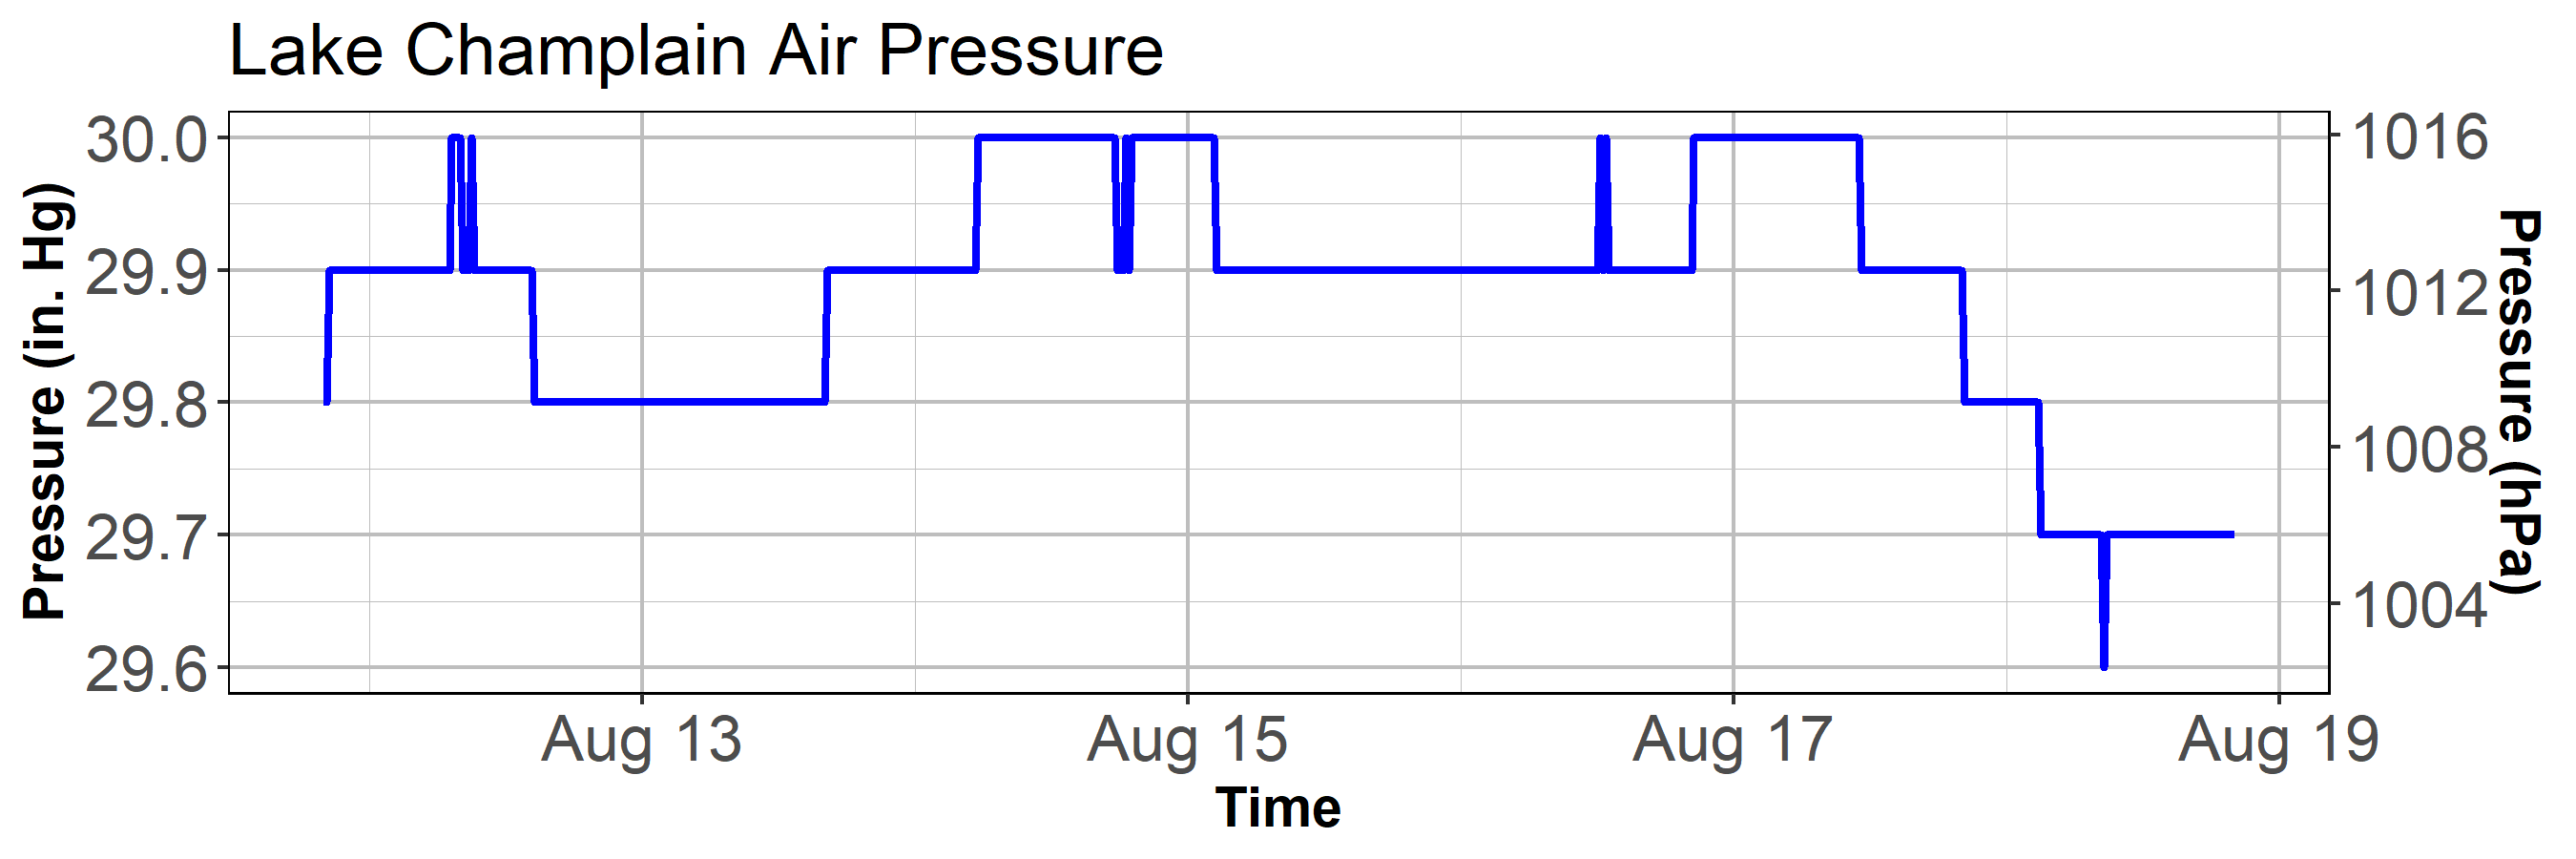 Lake Champlain Air Pressure
Pressure (in. Hg)
30.0
29.9
29.8
29.7
29.6
1016
1012
1008
1004
Pressure (hPa)
Aug 13
Aug 15
Aug 17
Aug 19
Time